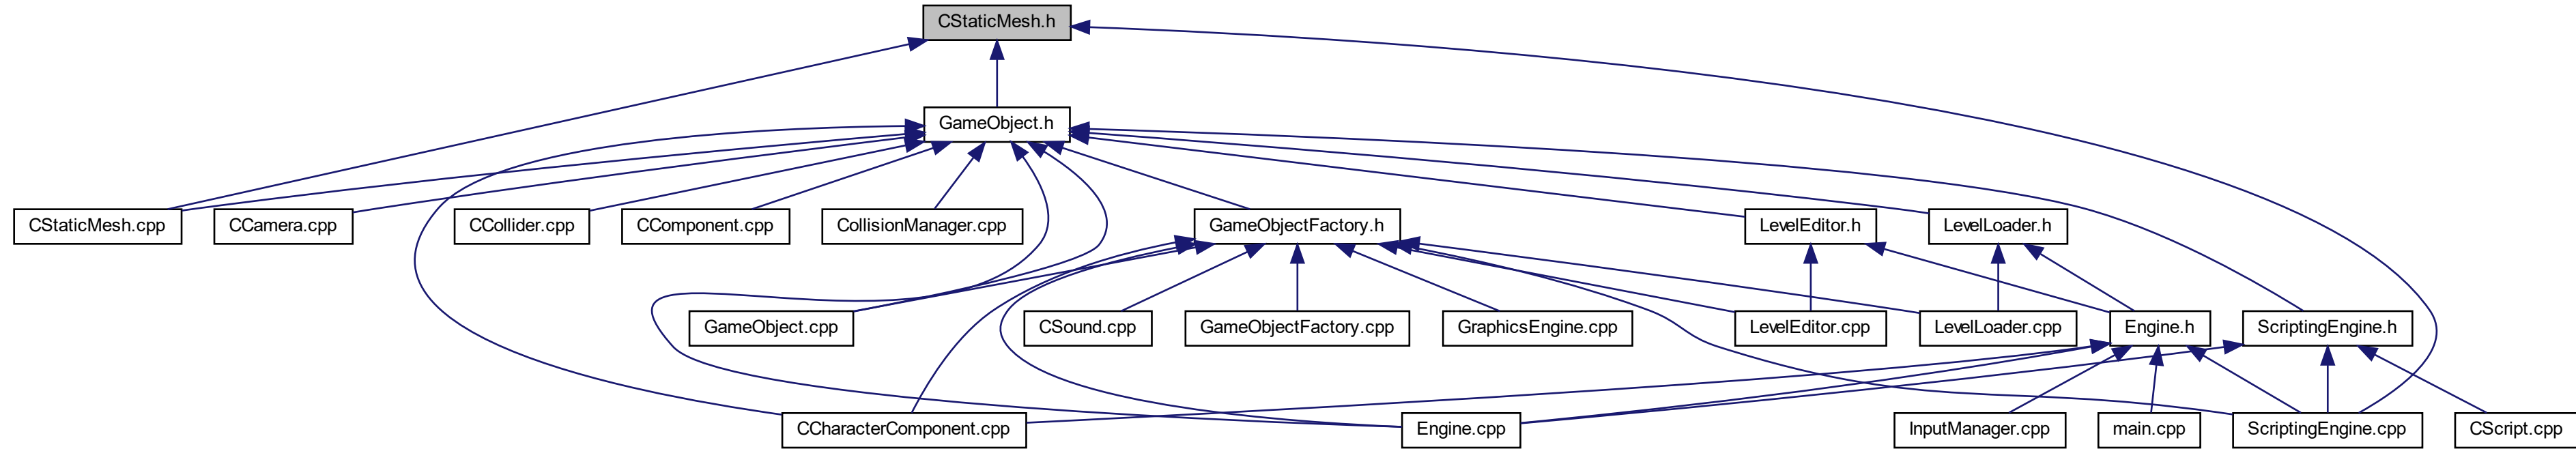 CStaticMesh.h
GameObject.h
CStaticMesh.cpp
CCamera.cpp
CCollider.cpp
CComponent.cpp
CollisionManager.cpp
GameObjectFactory.h
LevelEditor.h
LevelLoader.h
GameObject.cpp
CSound.cpp
GameObjectFactory.cpp
GraphicsEngine.cpp
LevelEditor.cpp
LevelLoader.cpp
Engine.h
ScriptingEngine.h
CCharacterComponent.cpp
Engine.cpp
InputManager.cpp
main.cpp
ScriptingEngine.cpp
CScript.cpp